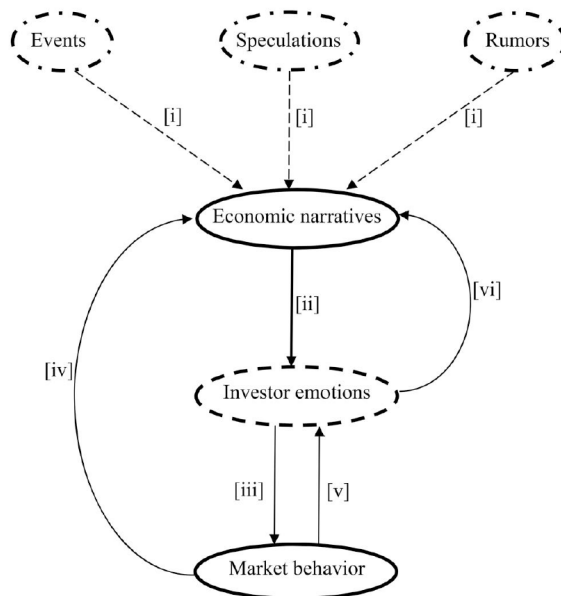 Events
Speculations
Rumors
[i]
[i]
[i]
Economic narratives
[ii]
[vi]
[iv]
Investor emotions
[iii]
[v]
Market behavior